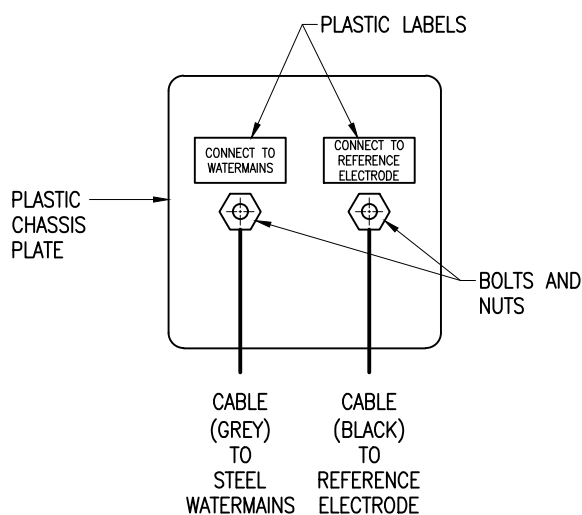 PLASTIC LABELS
CONNECT TO
WATERMAINS
CONNECT TO
REFERENCE
ELECTRODE
PLASTIC
CHASSIS
PLATE
BOLTS AND
NUTS
CABLE
(GREY)
TO
STEEL
WATERMAINS
CABLE
(BLACK)
TO
REFERENCE
ELECTRODE